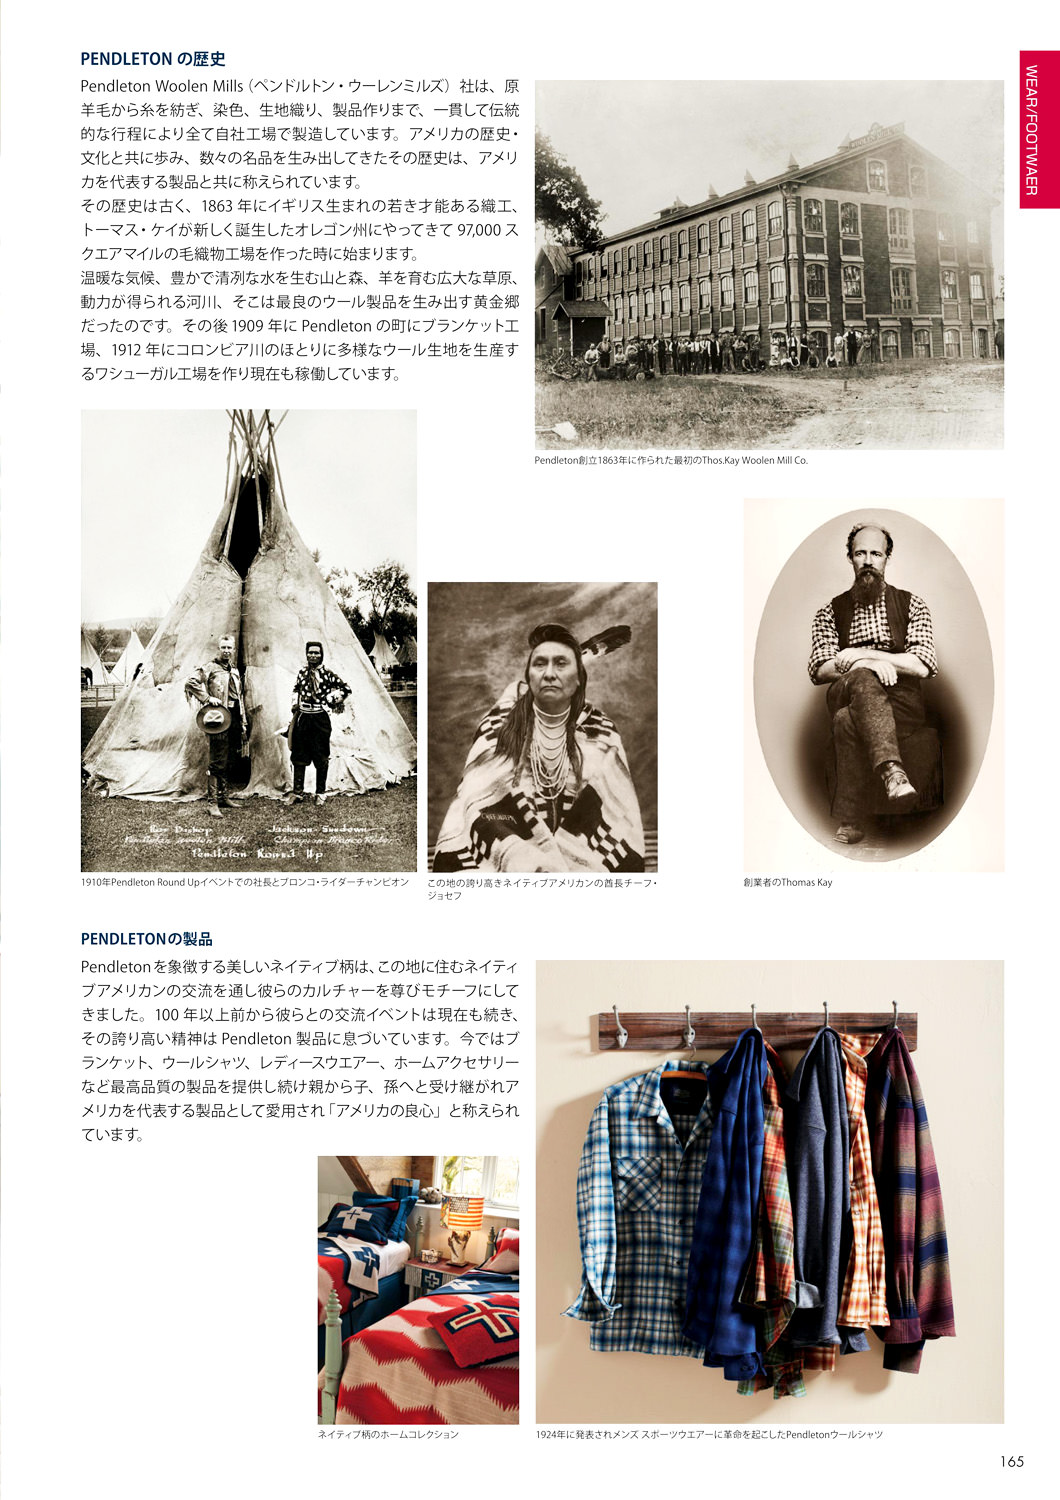 PENDLETON の歴史
Pendleton Woolen Mills（ペンドルトン・ウーレンミルズ）社は、原
羊毛から糸を紡ぎ、染色、生地織り、製品作りまで、一貫して伝統
的な行程により全て自社工場で製造しています。アメリカの歴史・
文化と共に歩み、数々の名品を生み出してきたその歴史は、アメリ
カを代表する製品と共に称えられています。
その歴史は古く、1863 年にイギリス生まれの若き才能ある織工、
トーマス・ケイが新しく誕生したオレゴン州にやってきて 97,000 ス
クエアマイルの毛織物工場を作った時に始まります。
温暖な気候、豊かで清冽な水を生む山と森、羊を育む広大な草原、
動力が得られる河川、そこは最良のウール製品を生み出す黄金郷
だったのです。その後 1909 年に Pendleton の町にブランケット工
場、1912 年にコロンビア川のほとりに多様なウール生地を生産す
るワシューガル工場を作り現在も稼働しています。
WEAR/FOOTWAER
Pendleton創立1863年に作られた最初のThos.Kay Woolen Mill Co.
Roy Bishop
Pendleton Woolen Mills
Jackson Sundown
Champion Bronco Rider
Pendleton Round Up
1910年Pendleton Round Upイベントでの社長とブロンコ・ライダーチャンピオン
CHIEF JOSEPH
この地の誇り高きネイティブアメリカンの酋長チーフ・
ジョセフ
創業者のThomas Kay
PENDLETONの製品
Pendletonを象徴する美しいネイティブ柄は、この地に住むネイティ
ブアメリカンの交流を通し彼らのカルチャーを尊びモチーフにして
きました。100 年以上前から彼らとの交流イベントは現在も続き、
その誇り高い精神は Pendleton 製品に息づいています。今ではブ
ランケット、ウールシャツ、レディースウエアー、ホームアクセサリー
など最高品質の製品を提供し続け親から子、孫へと受け継がれア
メリカを代表する製品として愛用され「アメリカの良心」と称えられ
ています。
ネイティブ柄のホームコレクション
1924年に発表されメンズ スポーツウエアーに革命を起こしたPendletonウールシャツ
165